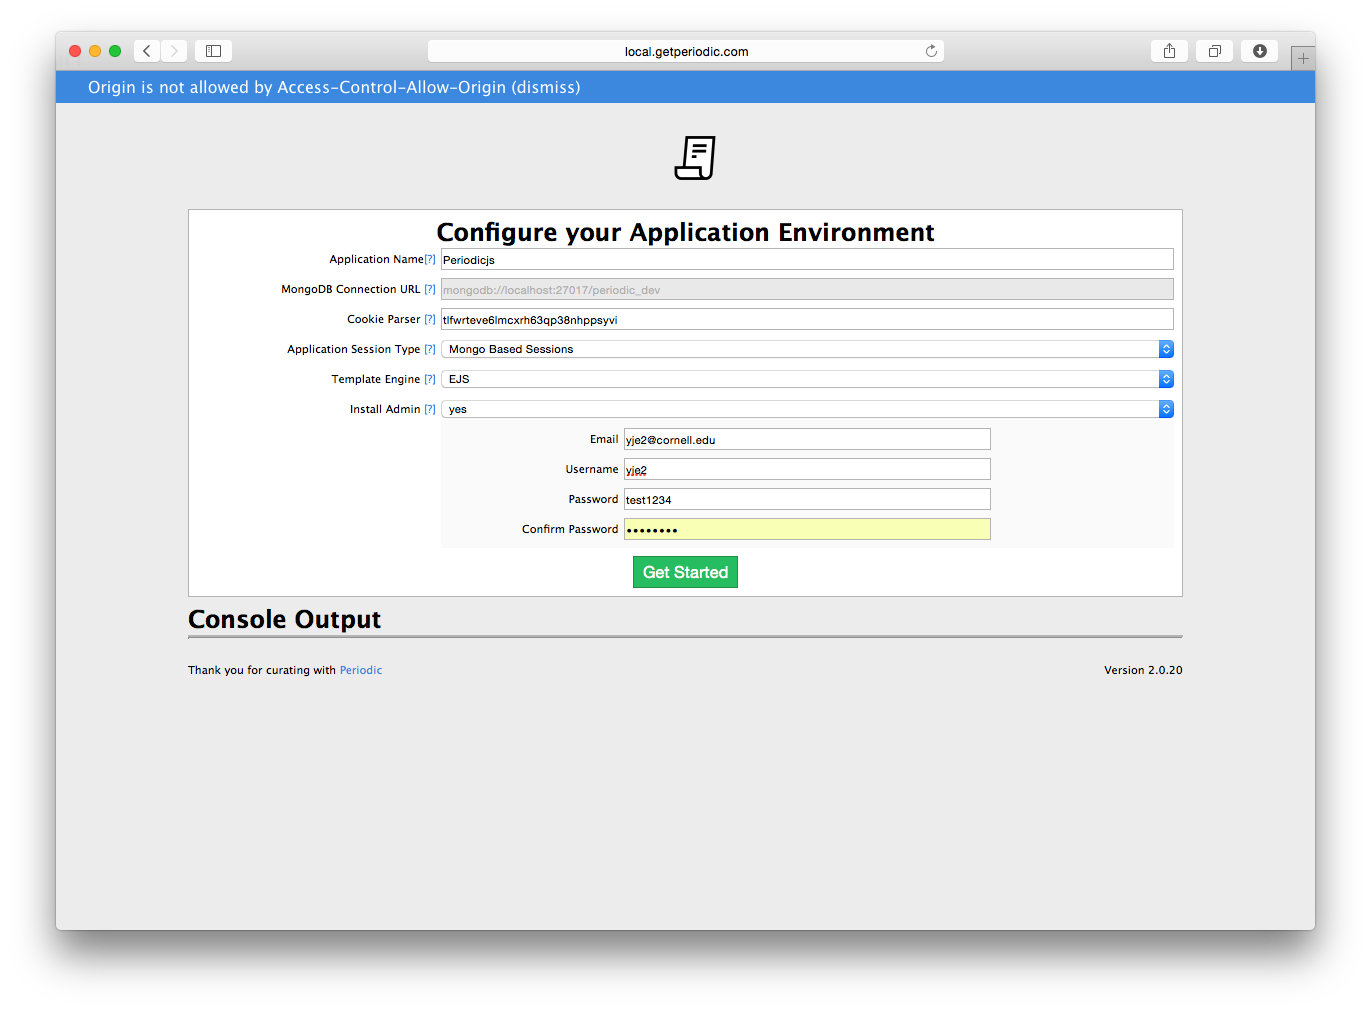 local.getperiodic.com
Origin is not allowed by Access-Control-Allow-Origin (dismiss)
Configure your Application Environment
Application Name[?] Periodicjs
MongoDB Connection URL [?] mongodb://localhost:27017/periodic_dev
Cookie Parser [?] tlfwrteve6lmcxrh63qp38nhppsyvi
Application Session Type [?] Mongo Based Sessions
Template Engine [?] EJS
Install Admin [?] yes
Email yje2@cornell.edu
Username yje2
Password test1234
Confirm Password ••••••••
Get Started
Console Output
Thank you for curating with Periodic Version 2.0.20